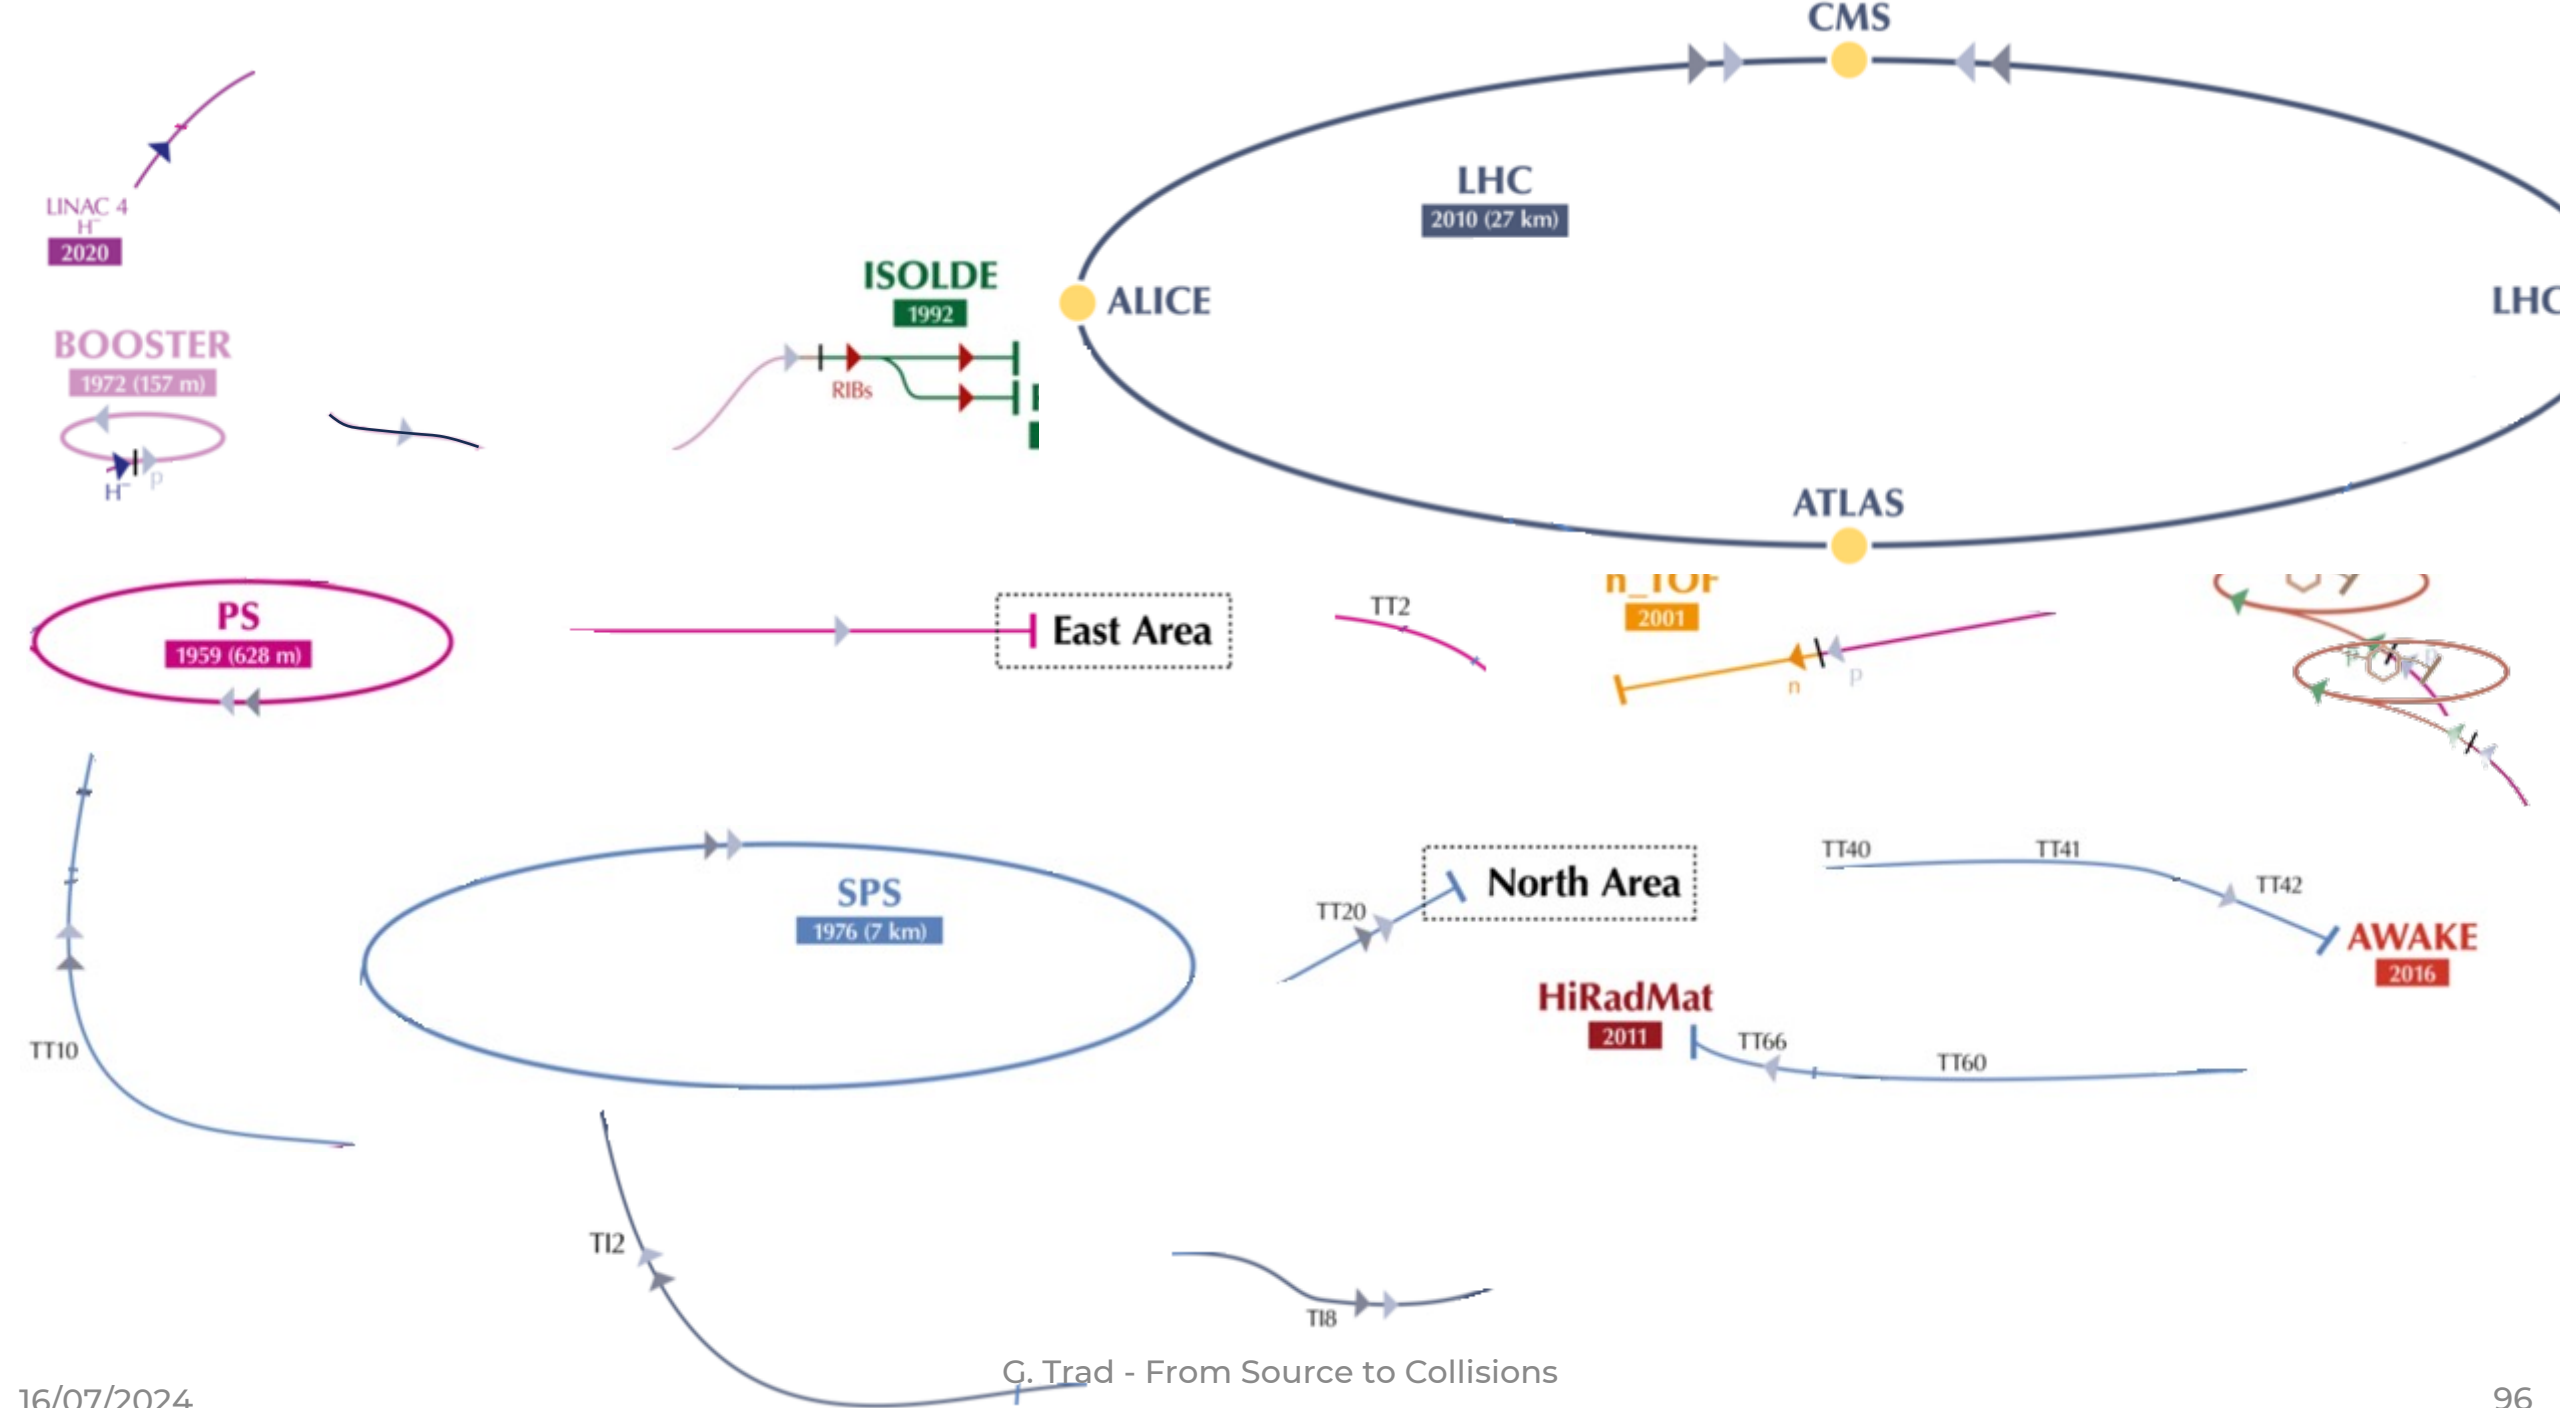 CMS
LINAC 4
H⁻
2020
LHC
2010 (27 km)
ISOLDE
1992
RIBs
ALICE
LHC
BOOSTER
1972 (157 m)
H⁻ p
ATLAS
PS
1959 (628 m)
East Area
TT2
n_TOF
2001
n
p
SPS
1976 (7 km)
TT20
North Area
TT40
TT41
TT42
AWAKE
2016
HiRadMat
2011
TT66
TT60
TT10
TI2
TI8
G. Trad - From Source to Collisions
16/07/2024
96